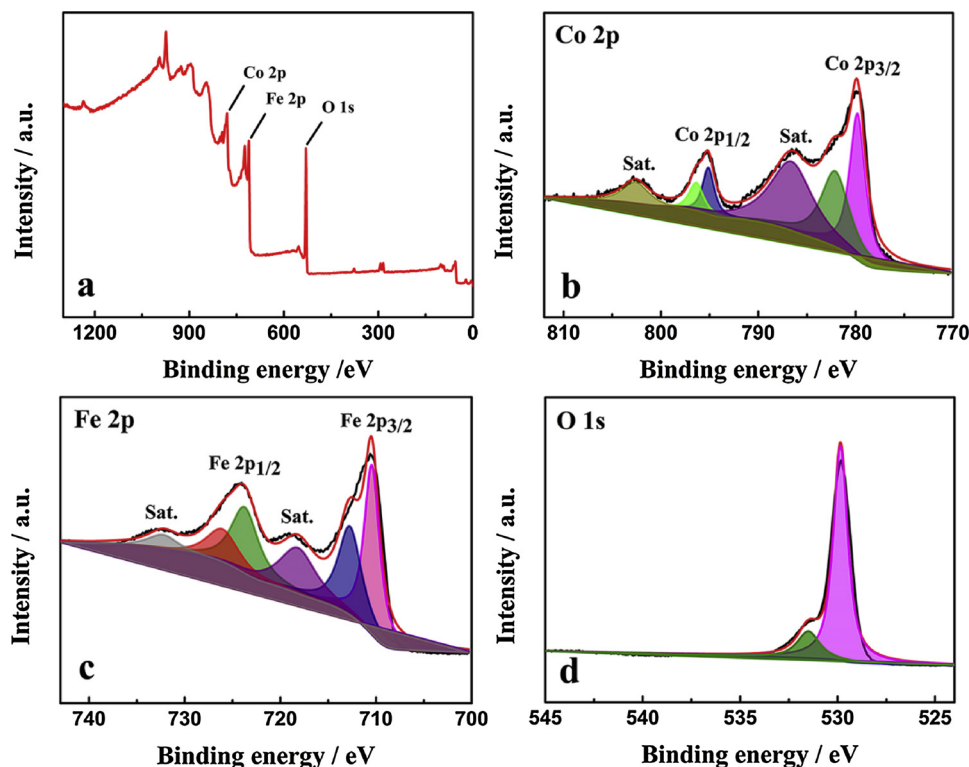 Co 2p
Fe 2p
O 1s
Intensity / a.u.
a
1200 900 600 300 0
Binding energy /eV
Co 2p
Co 2p3/2
Co 2p1/2
Sat.
Sat.
Intensity / a.u.
b
810 800 790 780 770
Binding energy / eV
Fe 2p
Fe 2p3/2
Fe 2p1/2
Sat.
Sat.
Intensity / a.u.
c
740 730 720 710 700
Binding energy / eV
O 1s
Intensity / a.u.
d
545 540 535 530 525
Binding energy / eV